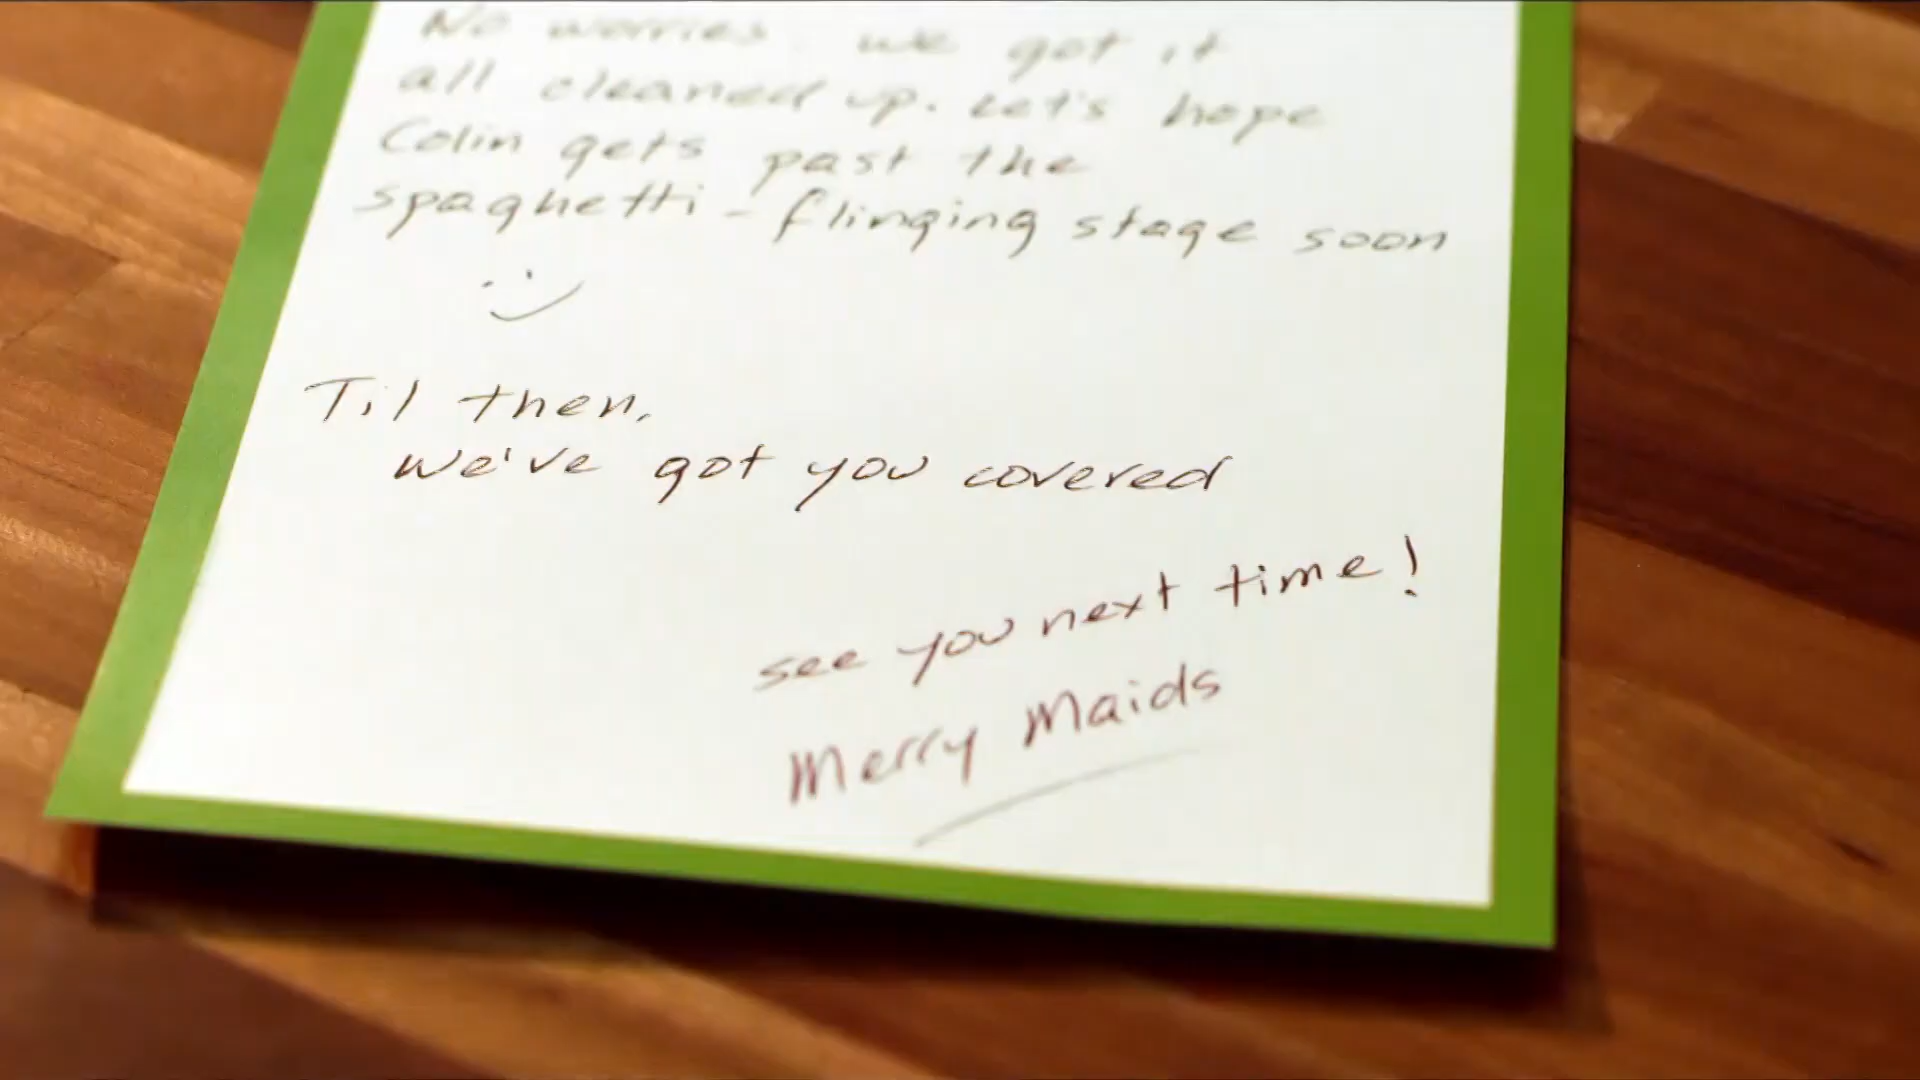 No worries, we got it
all cleaned up. Let's hope
Colin gets past the
spaghetti-flinging stage soon
:)
Til then,
we've got you covered
see you next time!
Merry Maids